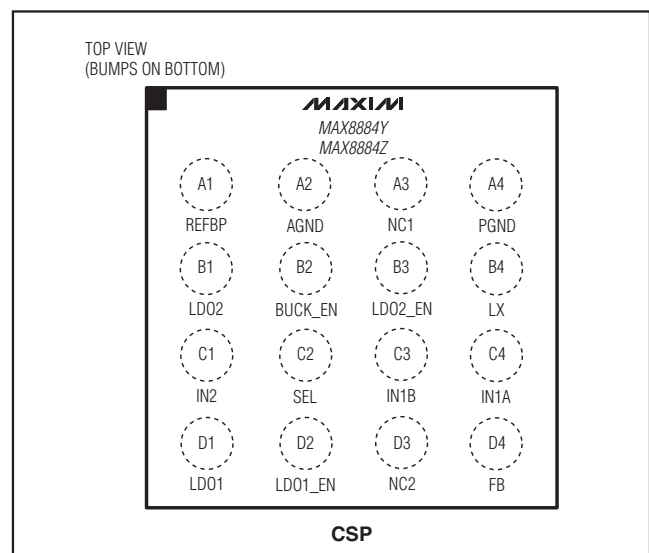 TOP VIEW
(BUMPS ON BOTTOM)
MAXIM
MAX8884Y
MAX8884Z
A1 A2 A3 A4
REFBP AGND NC1 PGND
B1 B2 B3 B4
LDO2 BUCK_EN LDO2_EN LX
C1 C2 C3 C4
IN2 SEL IN1B IN1A
D1 D2 D3 D4
LDO1 LDO1_EN NC2 FB
CSP